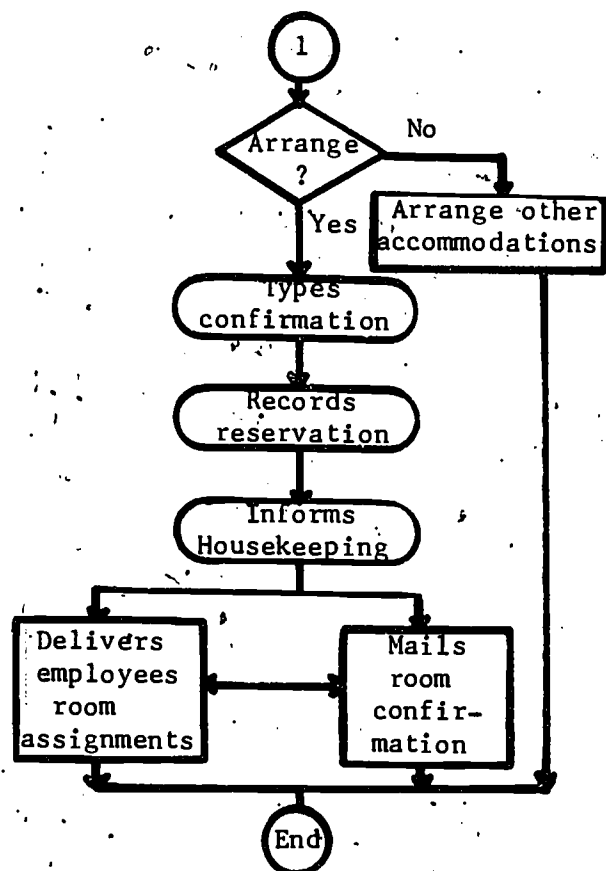 1
Arrange
?
No
Yes
Arrange other
accommodations
Types
confirmation
Records
reservation
Informs
Housekeeping
Delivers
employees
room
assignments
Mails
room
confir-
mation
End